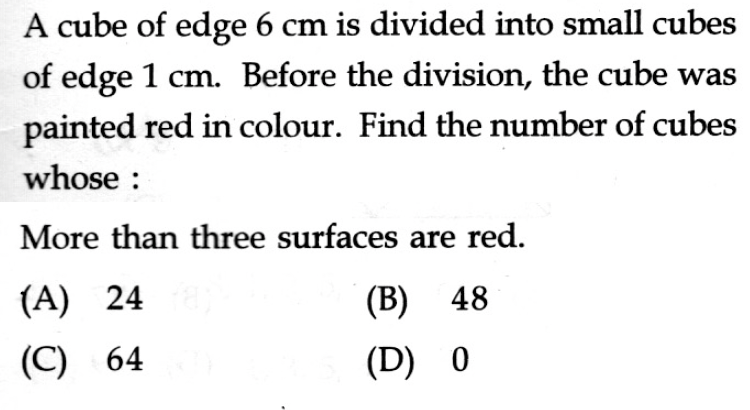 A cube of edge 6 cm is divided into small cubes
of edge 1 cm. Before the division, the cube was
painted red in colour. Find the number of cubes
whose :
More than three surfaces are red.
(A) 24 (B) 48
(C) 64 (D) 0